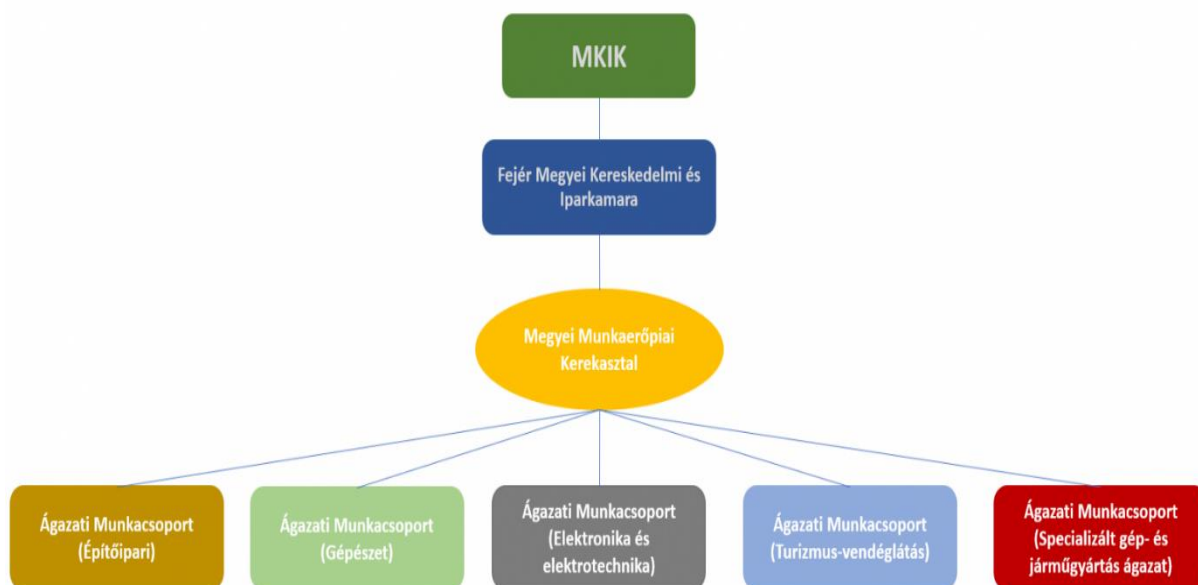 MKIK
Fejér Megyei Kereskedelmi és
Iparkamara
Megyei Munkaerőpiai
Kerekasztal
Ágazati Munkacsoport
(Építőipari)
Ágazati Munkacsoport
(Gépészet)
Ágazati Munkacsoport
(Elektronika és
elektrotechnika)
Ágazati Munkacsoport
(Turizmus-vendéglátás)
Ágazati Munkacsoport
(Specializált gép- és
járműgyártás ágazat)